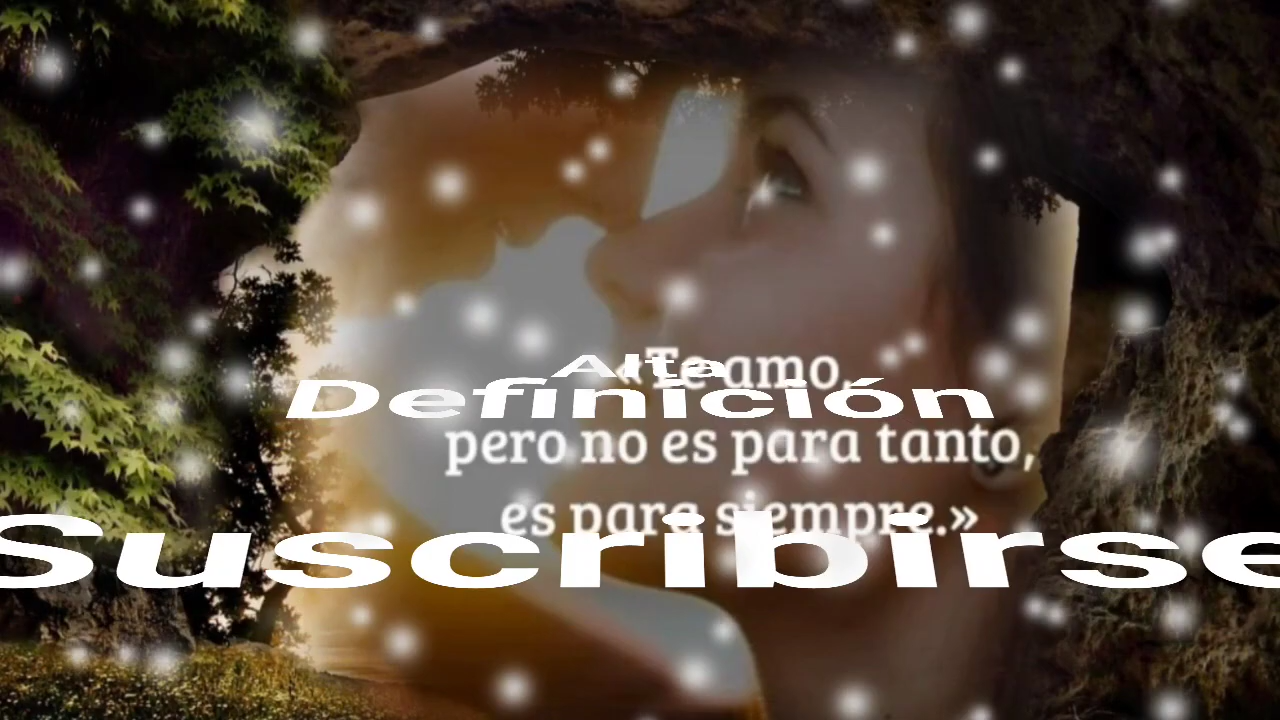 Alta
«Te amo,
Definición
pero no es para tanto,
es para siempre.»
Suscribirse